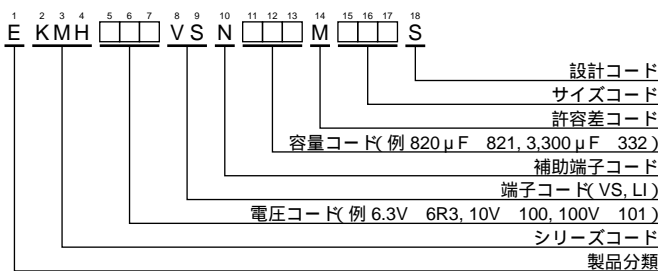 1 2 3 4 5 6 7 8 9 10 11 12 13 14 15 16 17 18
E KMH □□□ VS N □□□ M □□□ S
設計コード
サイズコード
許容差コード
容量コード(例 820μF 821, 3,300μF 332)
補助端子コード
端子コード(VS, LI)
電圧コード(例 6.3V 6R3, 10V 100, 100V 101)
シリーズコード
製品分類